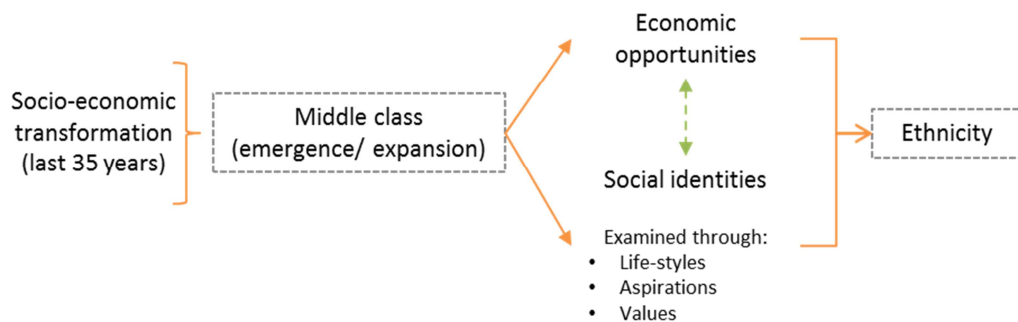 Socio-economic
transformation
(last 35 years)
Middle class
(emergence/ expansion)
Economic
opportunities
Social identities
Examined through:
• Life-styles
• Aspirations
• Values
Ethnicity